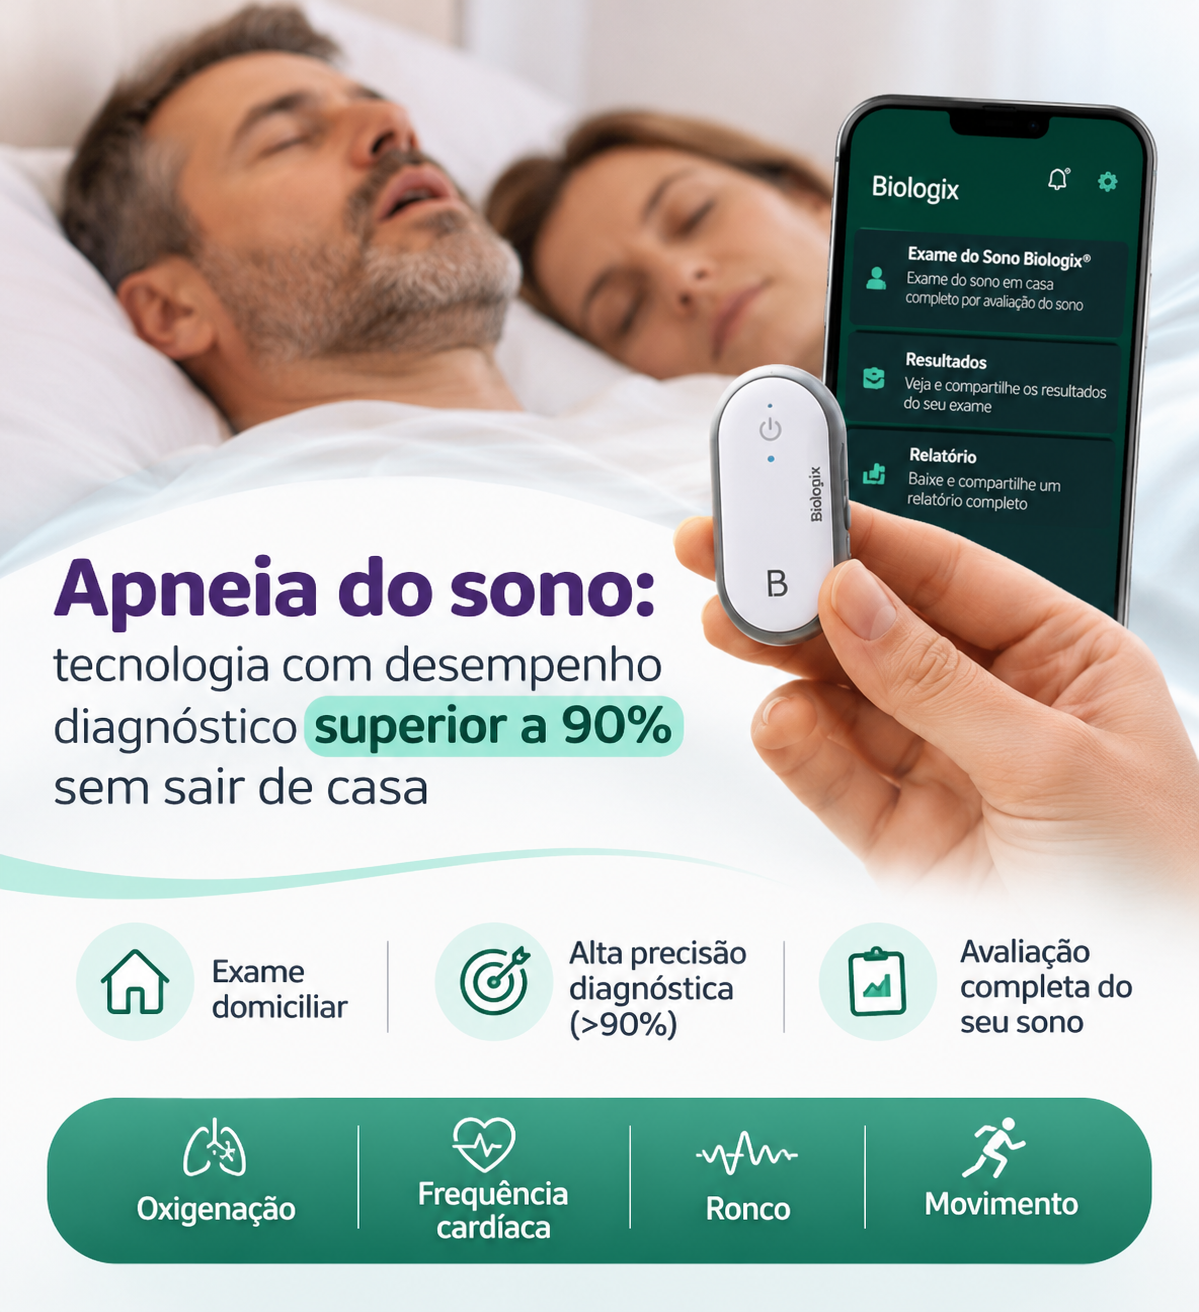 Biologix
Exame do Sono Biologix®
Exame do sono em casa
completo por avaliação do sono
Resultados
Veja e compartilhe os resultados
do seu exame
Relatório
Baixe e compartilhe um
relatório completo
Biologix
B
Apneia do sono:
tecnologia com desempenho
diagnóstico superior a 90%
sem sair de casa
Exame
domiciliar
Alta precisão
diagnóstica
(>90%)
Avaliação
completa do
seu sono
Oxigenação
Frequência
cardíaca
Ronco
Movimento